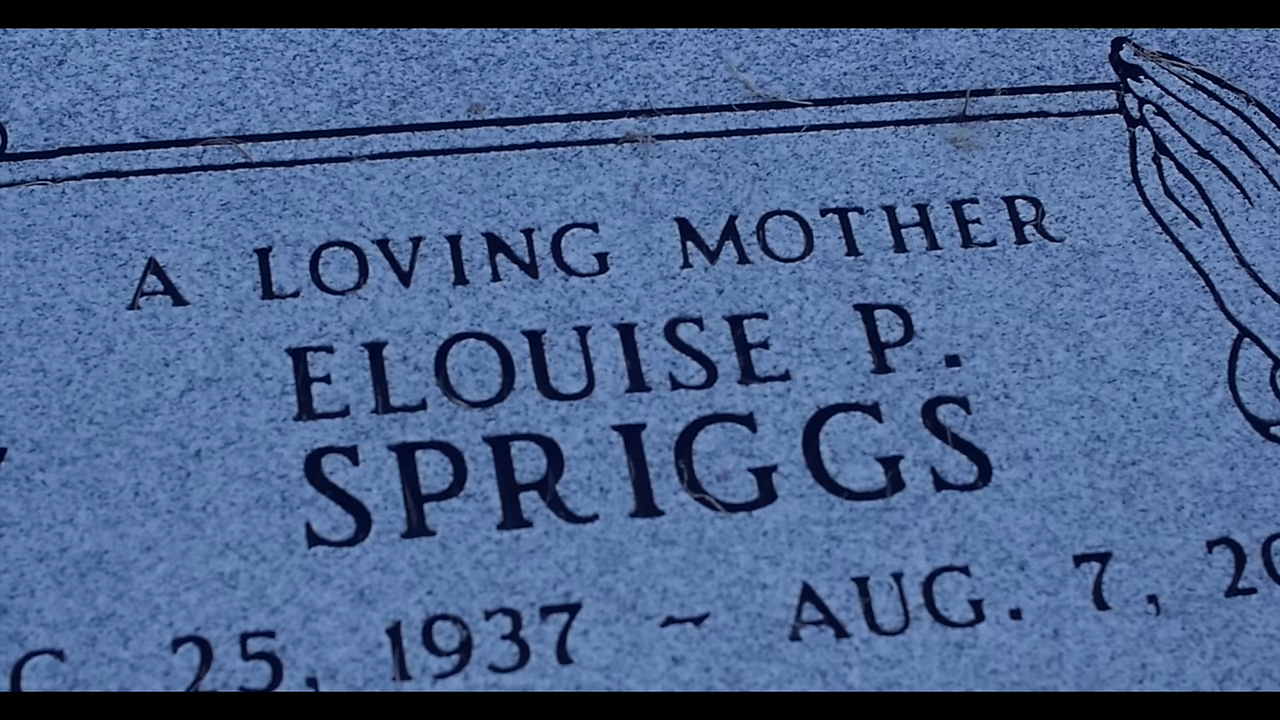 A LOVING MOTHER
ELOUISE P.
SPRIGGS
25, 1937 ~ AUG. 7,